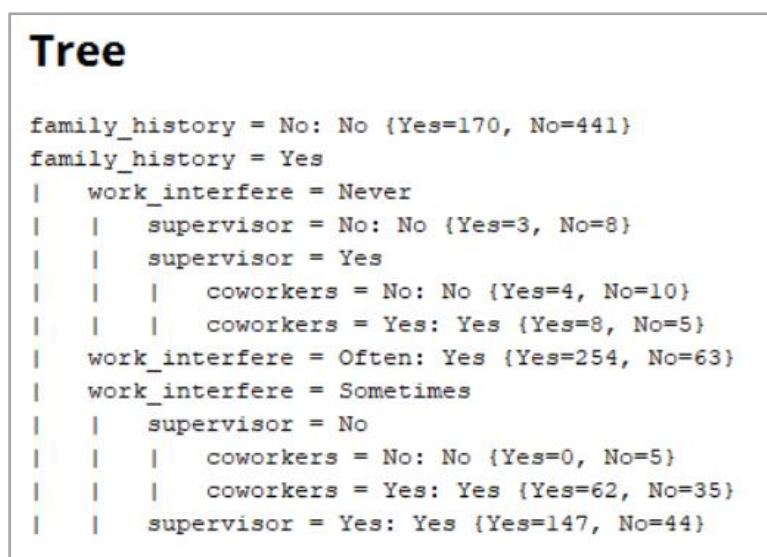 Tree
family_history = No: No {Yes=170, No=441}
family_history = Yes
|   work_interfere = Never
|   |   supervisor = No: No {Yes=3, No=8}
|   |   supervisor = Yes
|   |   |   coworkers = No: No {Yes=4, No=10}
|   |   |   coworkers = Yes: Yes {Yes=8, No=5}
|   work_interfere = Often: Yes {Yes=254, No=63}
|   work_interfere = Sometimes
|   |   supervisor = No
|   |   |   coworkers = No: No {Yes=0, No=5}
|   |   |   coworkers = Yes: Yes {Yes=62, No=35}
|   |   supervisor = Yes: Yes {Yes=147, No=44}